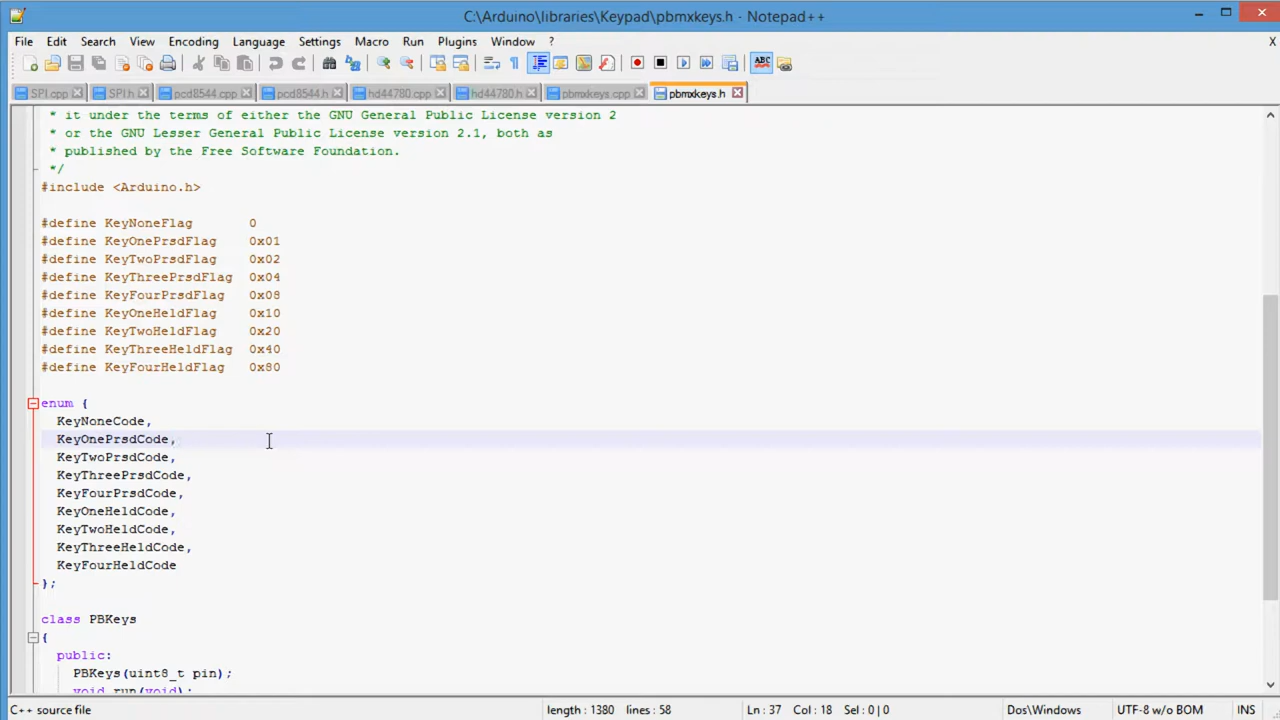 C:\Arduino\libraries\Keypad\pbmxkeys.h - Notepad++
File Edit Search View Encoding Language Settings Macro Run Plugins Window ? X
ABC
SPI.cpp SPI.h pcd8544.cpp pcd8544.h hd44780.cpp hd44780.h pbmxkeys.cpp pbmxkeys.h
* it under the terms of either the GNU General Public License version 2
* or the GNU Lesser General Public License version 2.1, both as
* published by the Free Software Foundation.
*/
#include <Arduino.h>
#define KeyNoneFlag 0
#define KeyOnePrsdFlag 0x01
#define KeyTwoPrsdFlag 0x02
#define KeyThreePrsdFlag 0x04
#define KeyFourPrsdFlag 0x08
#define KeyOneHeldFlag 0x10
#define KeyTwoHeldFlag 0x20
#define KeyThreeHeldFlag 0x40
#define KeyFourHeldFlag 0x80
enum {
KeyNoneCode,
KeyOnePrsdCode,
KeyTwoPrsdCode,
KeyThreePrsdCode,
KeyFourPrsdCode,
KeyOneHeldCode,
KeyTwoHeldCode,
KeyThreeHeldCode,
KeyFourHeldCode
};
class PBKeys
{
public:
PBKeys(uint8_t pin);
void run(void);
C++ source file length : 1380 lines : 58 Ln : 37 Col : 18 Sel : 0 | 0 Dos\Windows UTF-8 w/o BOM INS